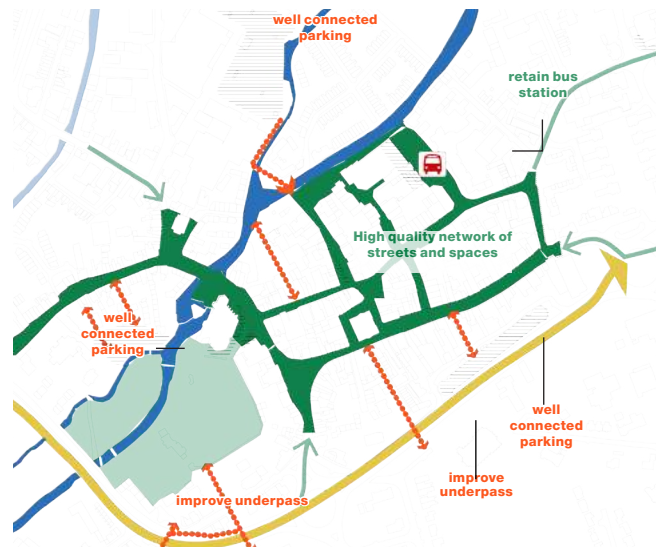 well connected
parking
retain bus
station
High quality network of
streets and spaces
well
connected
parking
well
connected
parking
improve
underpass
improve underpass